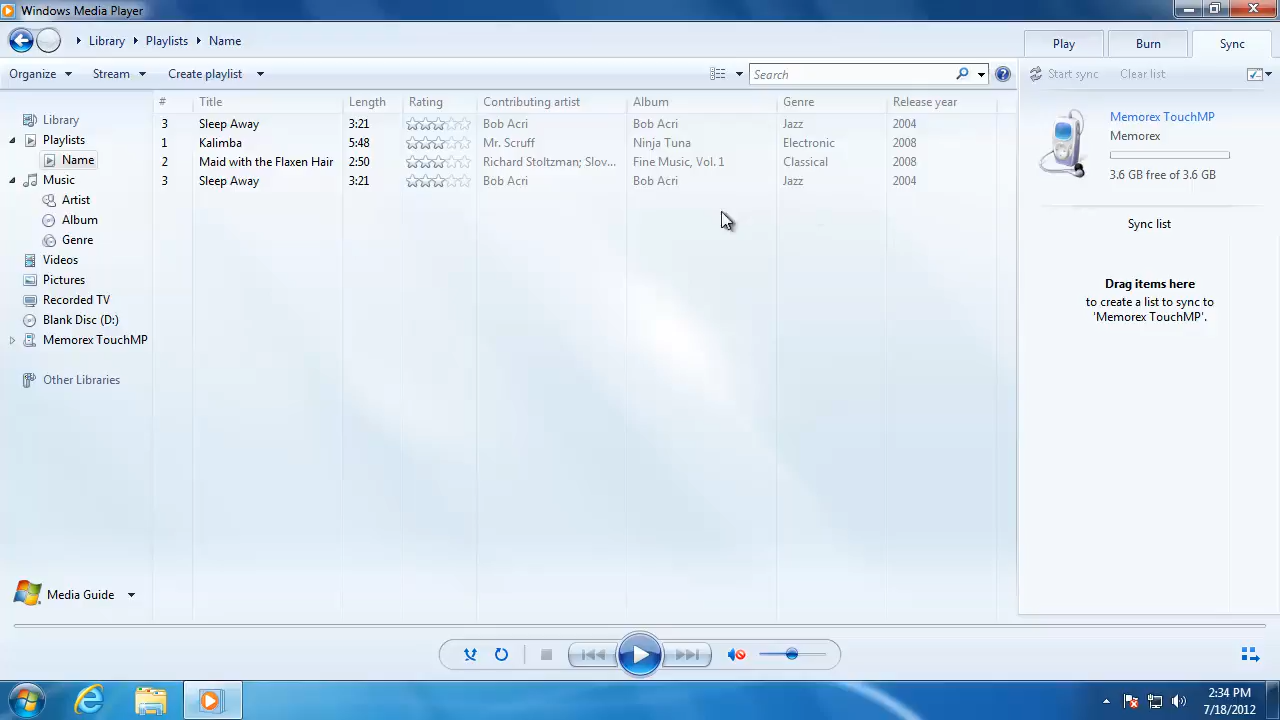 Windows Media Player
Library Playlists Name
Play Burn Sync
Organize Stream Create playlist Search Start sync Clear list
# Title Length Rating Contributing artist Album Genre Release year
3 Sleep Away 3:21 Bob Acri Bob Acri Jazz 2004
1 Kalimba 5:48 Mr. Scruff Ninja Tuna Electronic 2008
2 Maid with the Flaxen Hair 2:50 Richard Stoltzman; Slov... Fine Music, Vol. 1 Classical 2008
3 Sleep Away 3:21 Bob Acri Bob Acri Jazz 2004
Library
Playlists
Name
Music
Artist
Album
Genre
Videos
Pictures
Recorded TV
Blank Disc (D:)
Memorex TouchMP
Other Libraries
Media Guide
Memorex TouchMP
Memorex
3.6 GB free of 3.6 GB
Sync list
Drag items here
to create a list to sync to
'Memorex TouchMP'.
2:34 PM
7/18/2012